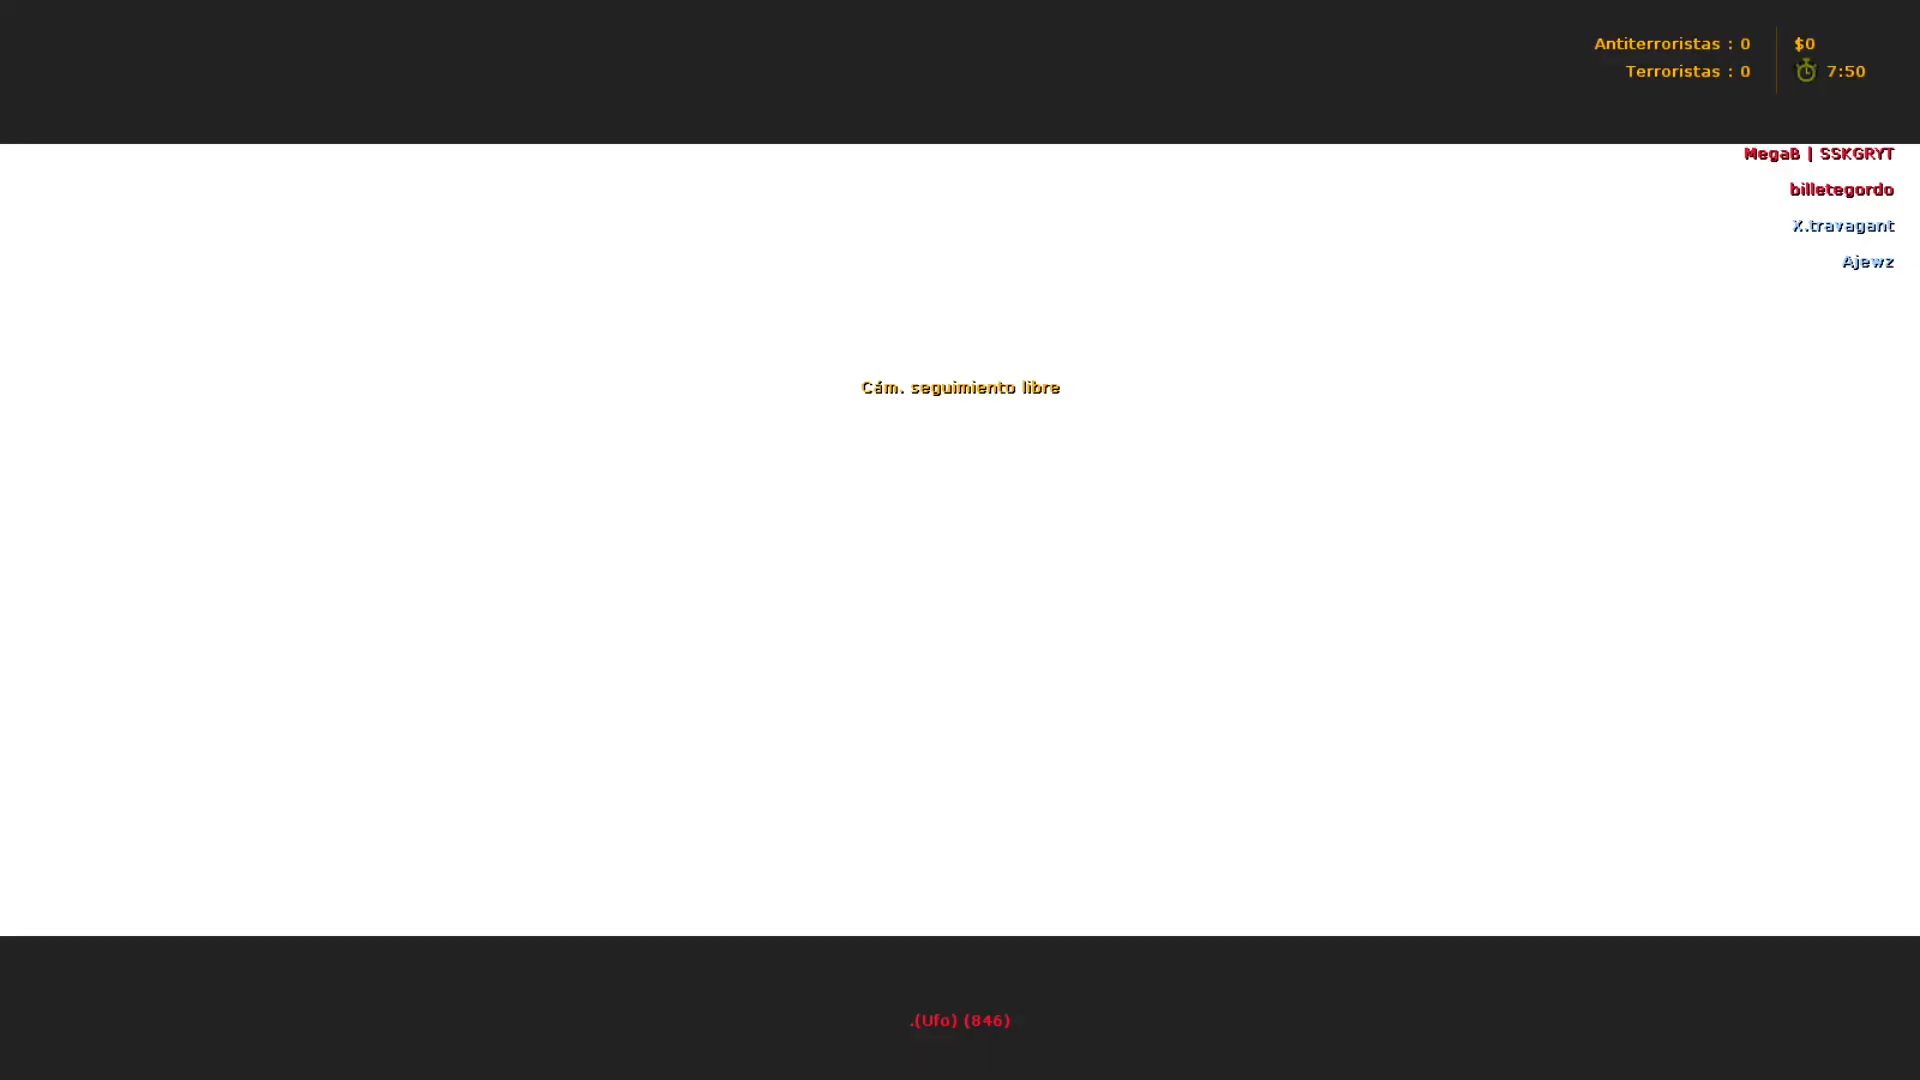 Antiterroristas : 0
$0
Terroristas : 0
7:50
MegaB | SSKGRYT
billetegordo
X.travagant
Ajewz
Cám. seguimiento libre
.(Ufo) (846)